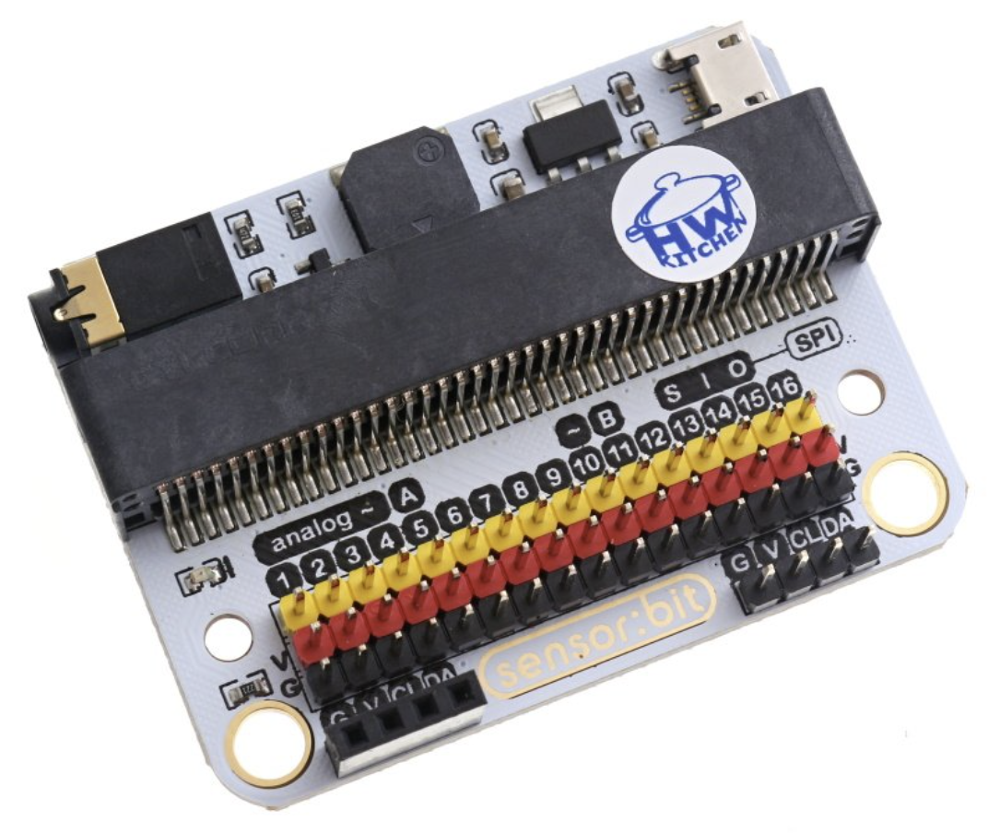 HW
KITCHEN
SPI
S I O
~ B
analog ~ A
1 2 3 4 5 6 7 8 9 10 11 12 13 14 15 16
V
G
V
G
G V CL DA
sensor:bit
G V CL DA